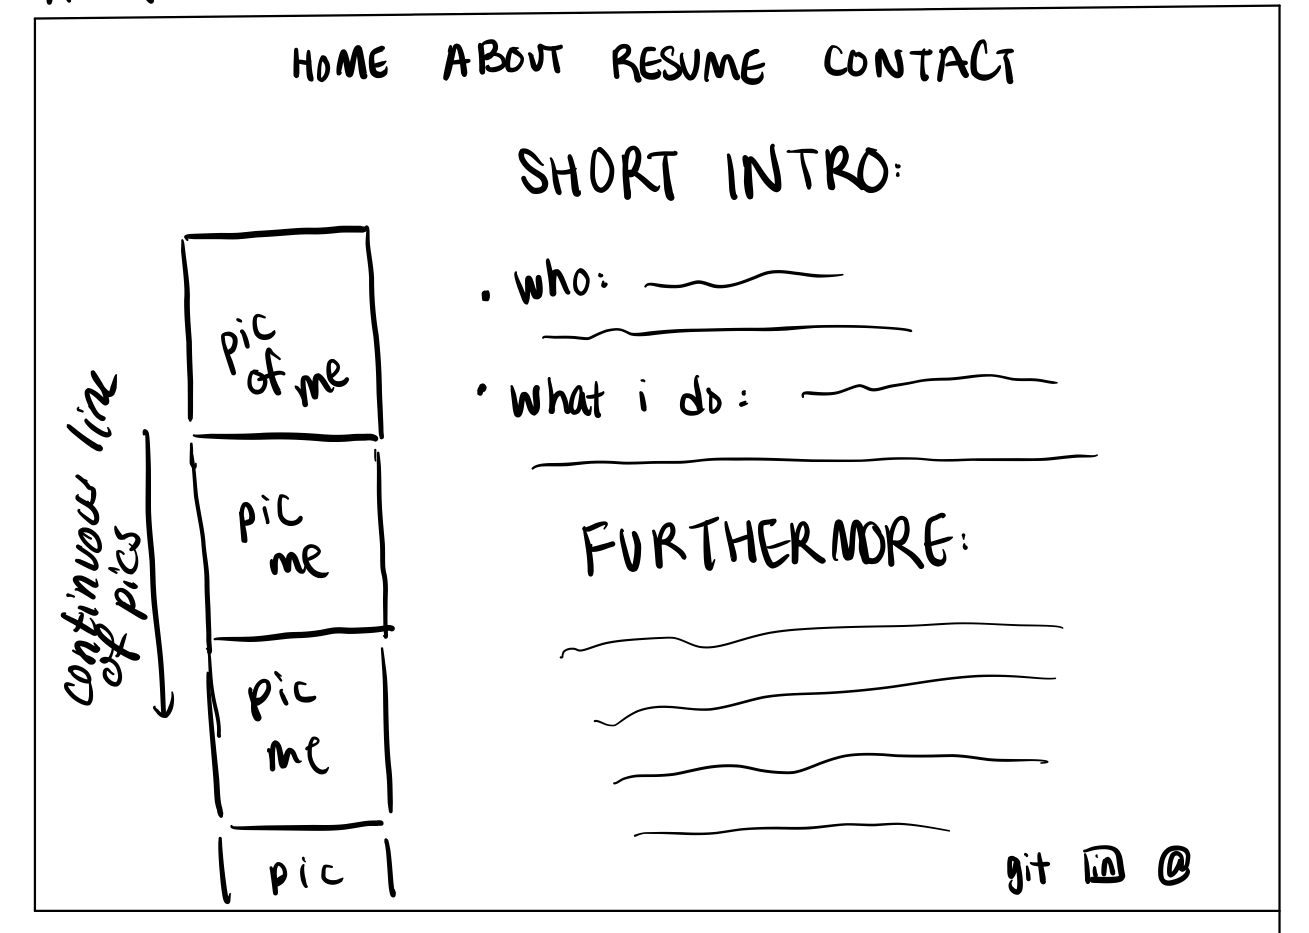 HOME ABOUT RESUME CONTACT
SHORT INTRO:
• who:
• what i do:
FURTHERMORE:
pic
of me
pic
me
pic
me
pic
continuous line
of pics
git in @